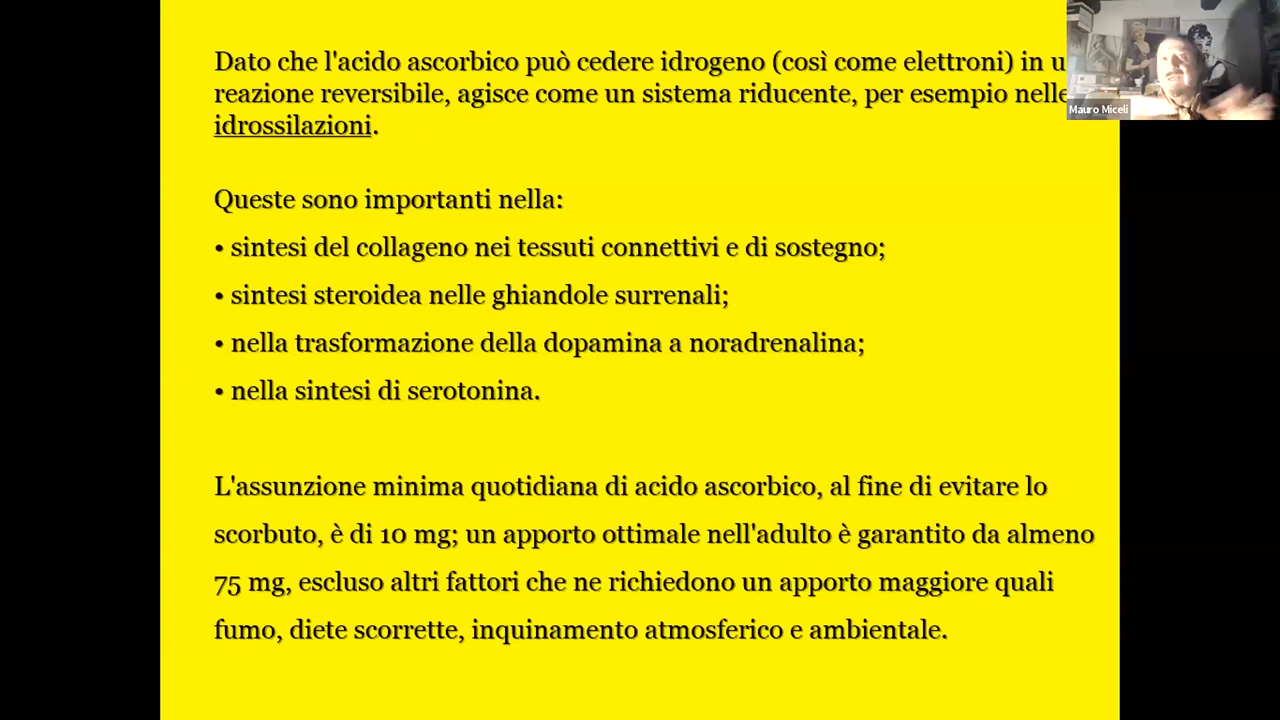 Dato che l'acido ascorbico può cedere idrogeno (così come elettroni) in
reazione reversibile, agisce come un sistema riducente, per esempio nelle
idrossilazioni.
Queste sono importanti nella:
• sintesi del collageno nei tessuti connettivi e di sostegno;
• sintesi steroidea nelle ghiandole surrenali;
• nella trasformazione della dopamina a noradrenalina;
• nella sintesi di serotonina.
L'assunzione minima quotidiana di acido ascorbico, al fine di evitare lo
scorbuto, è di 10 mg; un apporto ottimale nell'adulto è garantito da almeno
75 mg, escluso altri fattori che ne richiedono un apporto maggiore quali
fumo, diete scorrette, inquinamento atmosferico e ambientale.
Mauro Miceli